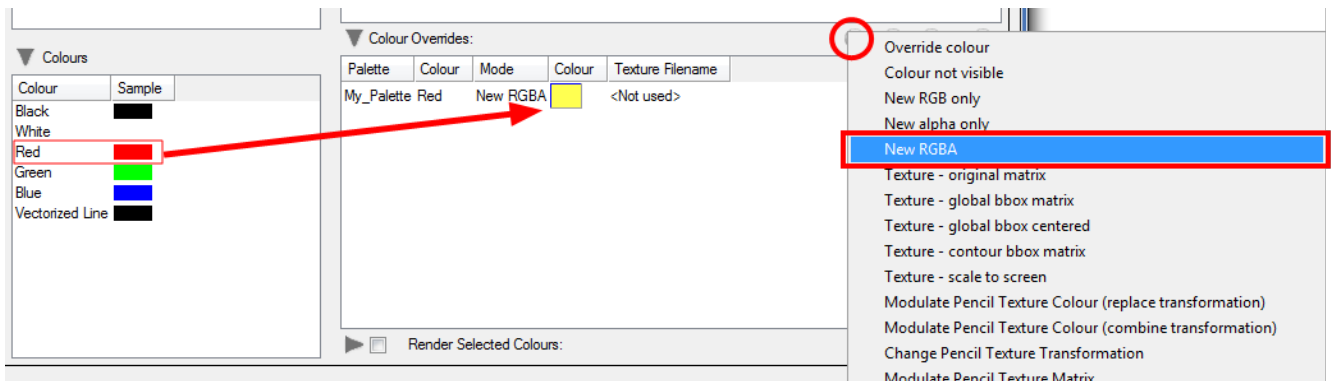 Colours
Colour Sample
Black
White
Red
Green
Blue
Vectorized Line
Colour Overrides:
Palette Colour Mode Colour Texture Filename
My_Palette Red New RGBA <Not used>
Render Selected Colours:
Override colour
Colour not visible
New RGB only
New alpha only
New RGBA
Texture - original matrix
Texture - global bbox matrix
Texture - global bbox centered
Texture - contour bbox matrix
Texture - scale to screen
Modulate Pencil Texture Colour (replace transformation)
Modulate Pencil Texture Colour (combine transformation)
Change Pencil Texture Transformation
Modulate Pencil Texture Matrix